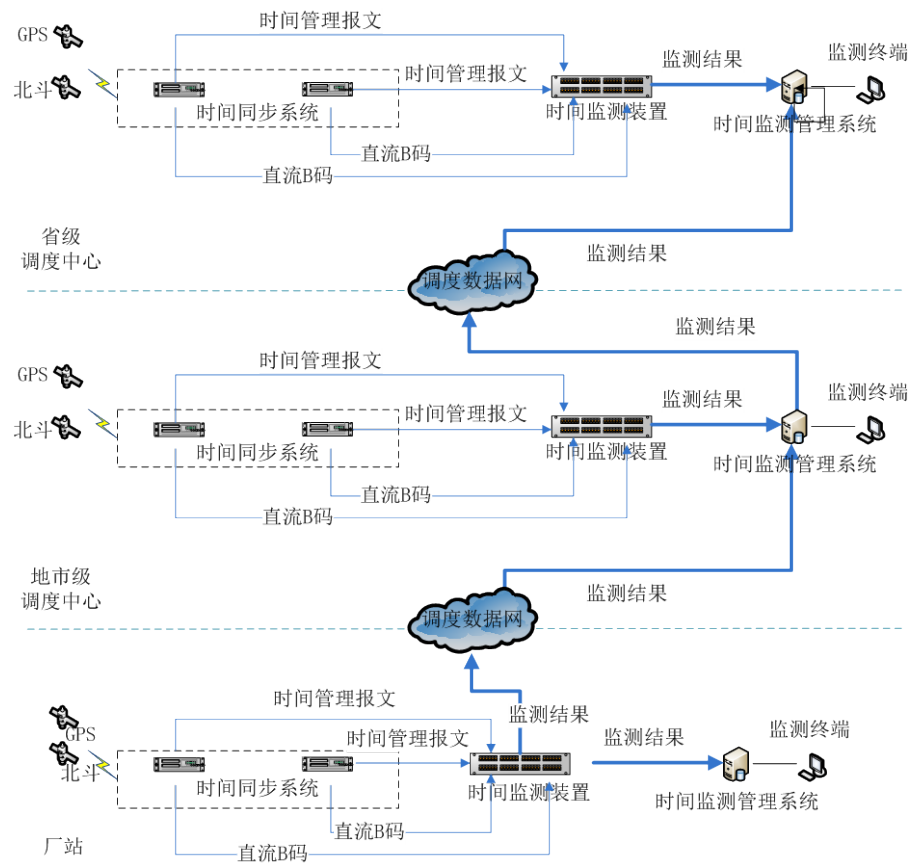 时间管理报文
GPS
监测结果
监测终端
时间管理报文
北斗
时间同步系统
时间监测装置
时间监测管理系统
直流B码
直流B码
省级
调度中心
监测结果
调度数据网
监测结果
时间管理报文
GPS
监测结果
监测终端
时间管理报文
北斗
时间同步系统
时间监测装置
时间监测管理系统
直流B码
直流B码
地市级
调度中心
监测结果
调度数据网
时间管理报文
监测结果
GPS
时间管理报文
监测结果
监测终端
北斗
时间同步系统
时间监测装置
时间监测管理系统
直流B码
厂站
直流B码